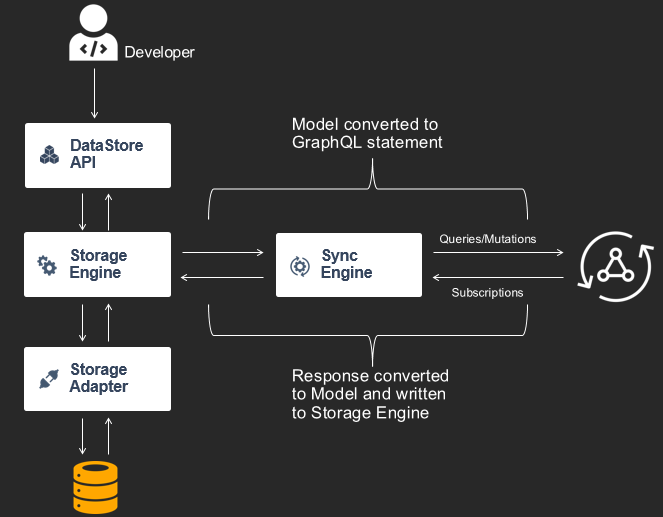 Developer
Model converted to
GraphQL statement
DataStore
API
Storage
Engine
Sync
Engine
Queries/Mutations
Subscriptions
Storage
Adapter
Response converted
to Model and written
to Storage Engine